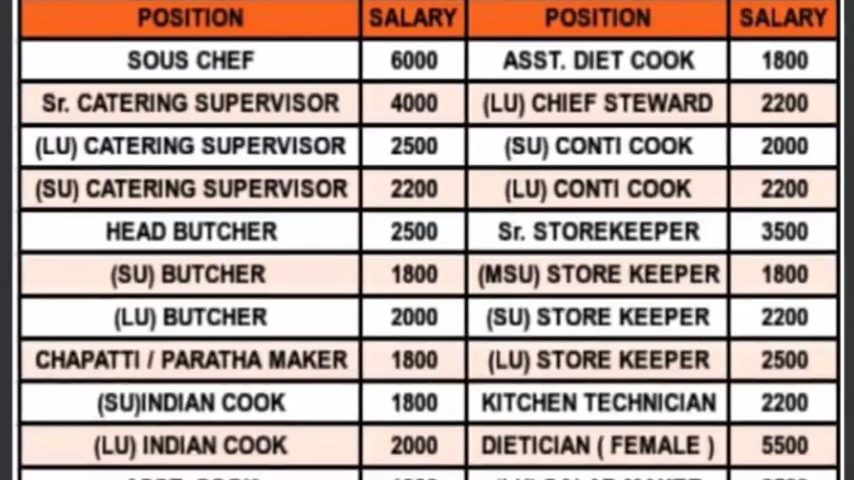 POSITION SALARY POSITION SALARY
SOUS CHEF 6000 ASST. DIET COOK 1800
Sr. CATERING SUPERVISOR 4000 (LU) CHIEF STEWARD 2200
(LU) CATERING SUPERVISOR 2500 (SU) CONTI COOK 2000
(SU) CATERING SUPERVISOR 2200 (LU) CONTI COOK 2200
HEAD BUTCHER 2500 Sr. STOREKEEPER 3500
(SU) BUTCHER 1800 (MSU) STORE KEEPER 1800
(LU) BUTCHER 2000 (SU) STORE KEEPER 2200
CHAPATTI / PARATHA MAKER 1800 (LU) STORE KEEPER 2500
(SU)INDIAN COOK 1800 KITCHEN TECHNICIAN 2200
(LU) INDIAN COOK 2000 DIETICIAN ( FEMALE ) 5500